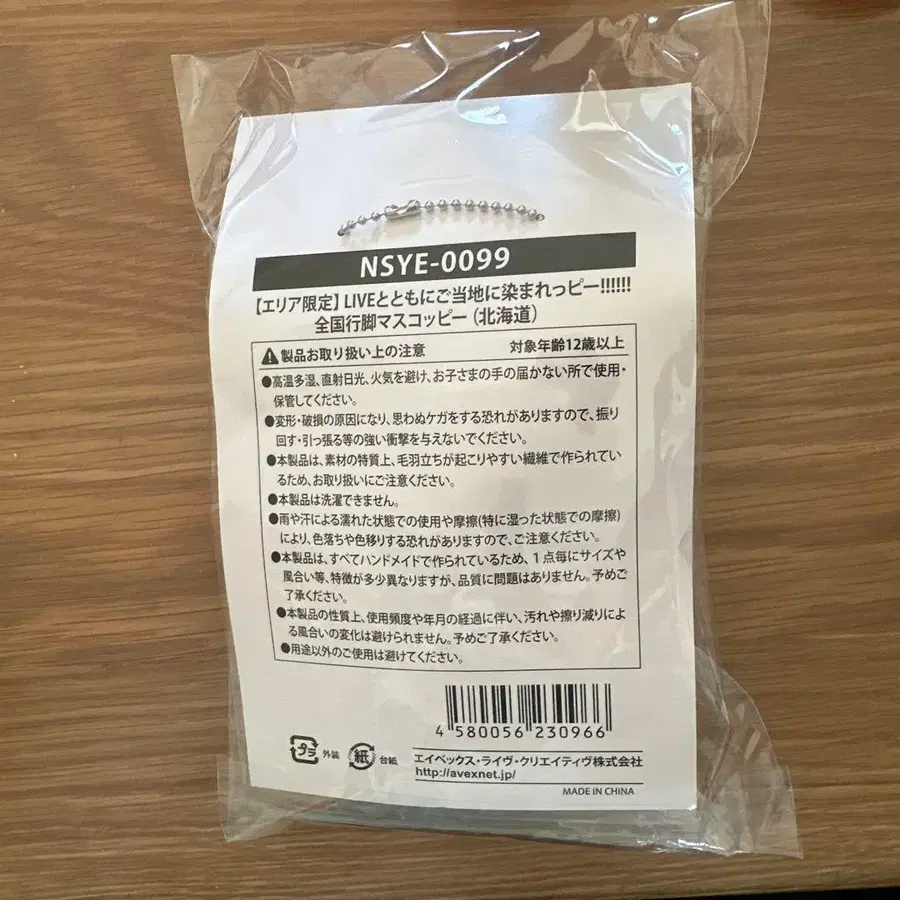 NSYE-0099
【エリア限定】LIVEとともにご当地に染まれっピー!!!!!!
全国行脚マスコッピー（北海道）
製品お取り扱い上の注意 対象年齢12歳以上
●高温多湿、直射日光、火気を避け、お子さまの手の届かない所で使用・
保管してください。
●変形・破損の原因になり、思わぬケガをする恐れがありますので、振り
回す・引っ張る等の強い衝撃を与えないでください。
●本製品は、素材の特質上、毛羽立ちが起こりやすい繊維で作られてい
るため、お取り扱いにご注意ください。
●本製品は洗濯できません。
●雨や汗による濡れた状態での使用や摩擦(特に湿った状態での摩擦)
により、色落ちや色移りする恐れがありますので、ご注意ください。
●本製品は、すべてハンドメイドで作られているため、1点毎にサイズや
風合い等、特徴が多少異なりますが、品質に問題はありません。予めご
了承ください。
●本製品の性質上、使用頻度や年月の経過に伴い、汚れや擦り減りによ
る風合いの変化は避けられません。予めご了承ください。
●用途以外のご使用は避けてください。
4 580056 230966
プラ 外装 紙 台紙
エイベックス・ライヴ・クリエイティヴ株式会社
http://avexnet.jp/
MADE IN CHINA